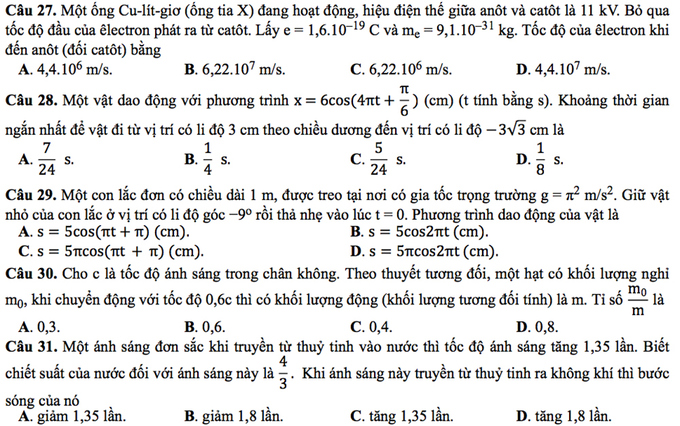 Câu 27. Một ống Cu-lít-giơ (ống tia X) đang hoạt động, hiệu điện thế giữa anôt và catôt là 11 kV. Bỏ qua
tốc độ đầu của êlectron phát ra từ catôt. Lấy e = 1,6.10⁻¹⁹ C và mₑ = 9,1.10⁻³¹ kg. Tốc độ của êlectron khi
đến anôt (đối catôt) bằng
A. 4,4.10⁶ m/s. B. 6,22.10⁷ m/s. C. 6,22.10⁶ m/s. D. 4,4.10⁷ m/s.
Câu 28. Một vật dao động với phương trình x = 6cos(4πt + π/6) (cm) (t tính bằng s). Khoảng thời gian
ngắn nhất để vật đi từ vị trí có li độ 3 cm theo chiều dương đến vị trí có li độ −3√3 cm là
A. 7/24 s. B. 1/4 s. C. 5/24 s. D. 1/8 s.
Câu 29. Một con lắc đơn có chiều dài 1 m, được treo tại nơi có gia tốc trọng trường g = π² m/s². Giữ vật
nhỏ của con lắc ở vị trí có li độ góc −9° rồi thả nhẹ vào lúc t = 0. Phương trình dao động của vật là
A. s = 5cos(πt + π) (cm). B. s = 5cos2πt (cm).
C. s = 5πcos(πt + π) (cm). D. s = 5πcos2πt (cm).
Câu 30. Cho c là tốc độ ánh sáng trong chân không. Theo thuyết tương đối, một hạt có khối lượng nghỉ
m₀, khi chuyển động với tốc độ 0,6c thì có khối lượng động (khối lượng tương đối tính) là m. Tỉ số m₀/m là
A. 0,3. B. 0,6. C. 0,4. D. 0,8.
Câu 31. Một ánh sáng đơn sắc khi truyền từ thuỷ tinh vào nước thì tốc độ ánh sáng tăng 1,35 lần. Biết
chiết suất của nước đối với ánh sáng này là 4/3. Khi ánh sáng này truyền từ thuỷ tinh ra không khí thì bước
sóng của nó
A. giảm 1,35 lần. B. giảm 1,8 lần. C. tăng 1,35 lần. D. tăng 1,8 lần.